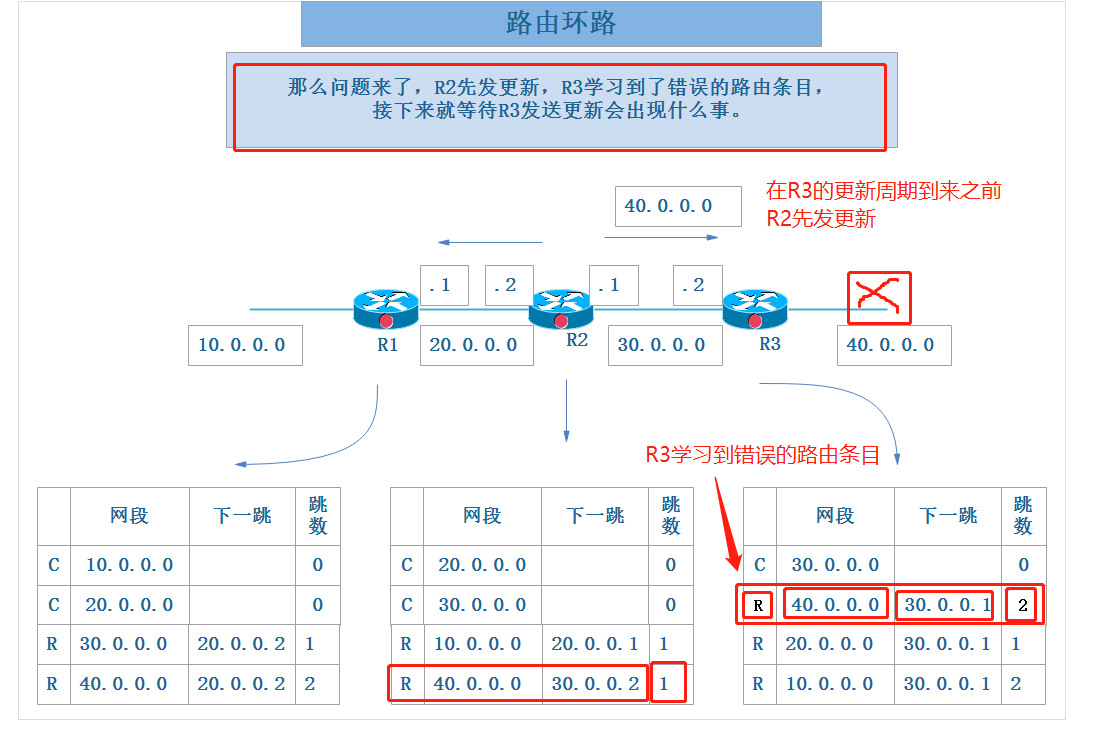 路由环路
那么问题来了，R2先发更新，R3学习到了错误的路由条目，
接下来就等待R3发送更新会出现什么事。
在R3的更新周期到来之前
R2先发更新
40.0.0.0
.1
.2
.1
.2
R1
R2
R3
10.0.0.0
20.0.0.0
30.0.0.0
40.0.0.0
R3学习到错误的路由条目
网段 下一跳 跳数
C 10.0.0.0 0
C 20.0.0.0 0
R 30.0.0.0 20.0.0.2 1
R 40.0.0.0 20.0.0.2 2
网段 下一跳 跳数
C 20.0.0.0 0
C 30.0.0.0 0
R 10.0.0.0 20.0.0.1 1
R 40.0.0.0 30.0.0.2 1
网段 下一跳 跳数
C 30.0.0.0 0
R 40.0.0.0 30.0.0.1 2
R 20.0.0.0 30.0.0.1 1
R 10.0.0.0 30.0.0.1 2